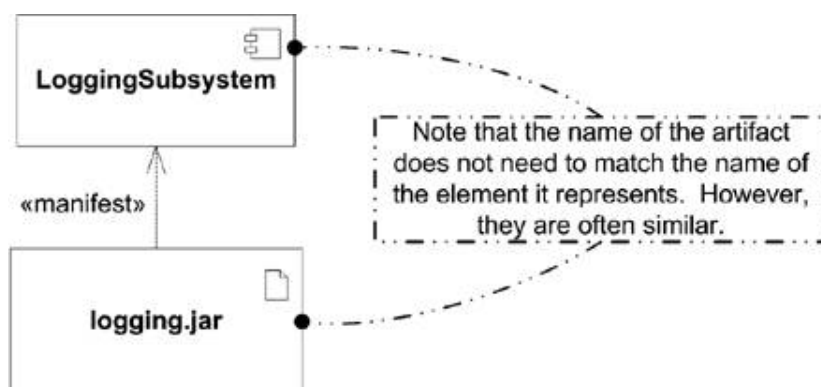 LoggingSubsystem
Note that the name of the artifact
does not need to match the name of
the element it represents.  However,
they are often similar.
«manifest»
logging.jar